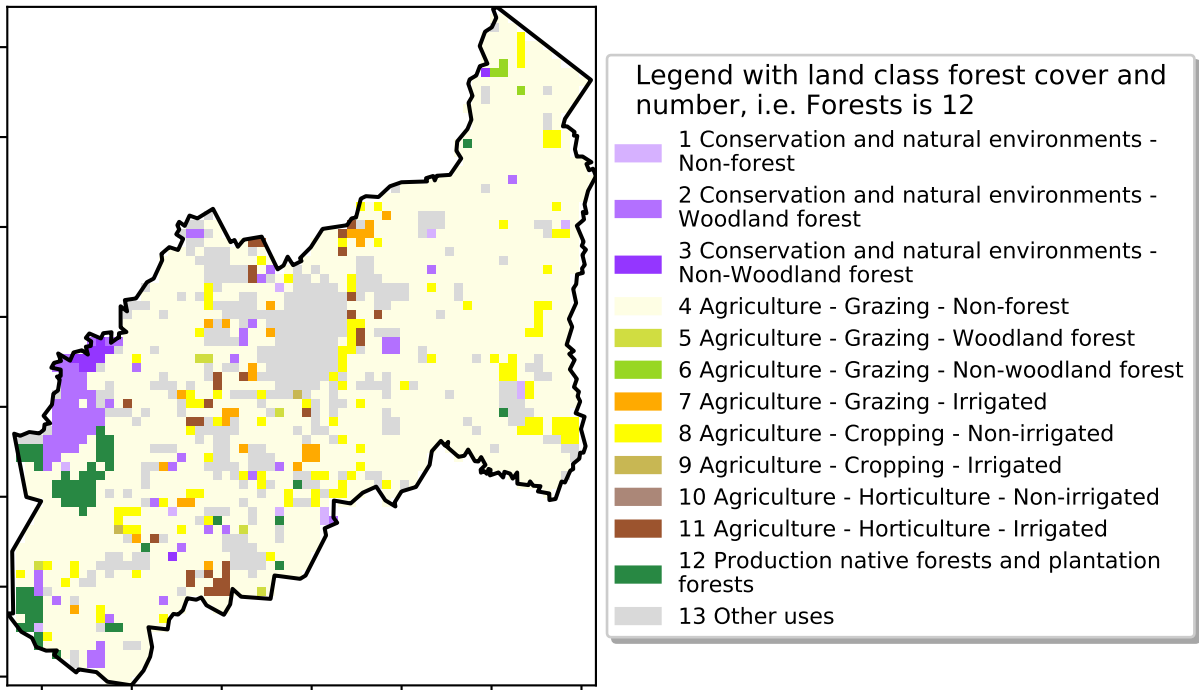 Legend with land class forest cover and
number, i.e. Forests is 12
1 Conservation and natural environments -
Non-forest
2 Conservation and natural environments -
Woodland forest
3 Conservation and natural environments -
Non-Woodland forest
4 Agriculture - Grazing - Non-forest
5 Agriculture - Grazing - Woodland forest
6 Agriculture - Grazing - Non-woodland forest
7 Agriculture - Grazing - Irrigated
8 Agriculture - Cropping - Non-irrigated
9 Agriculture - Cropping - Irrigated
10 Agriculture - Horticulture - Non-irrigated
11 Agriculture - Horticulture - Irrigated
12 Production native forests and plantation
forests
13 Other uses